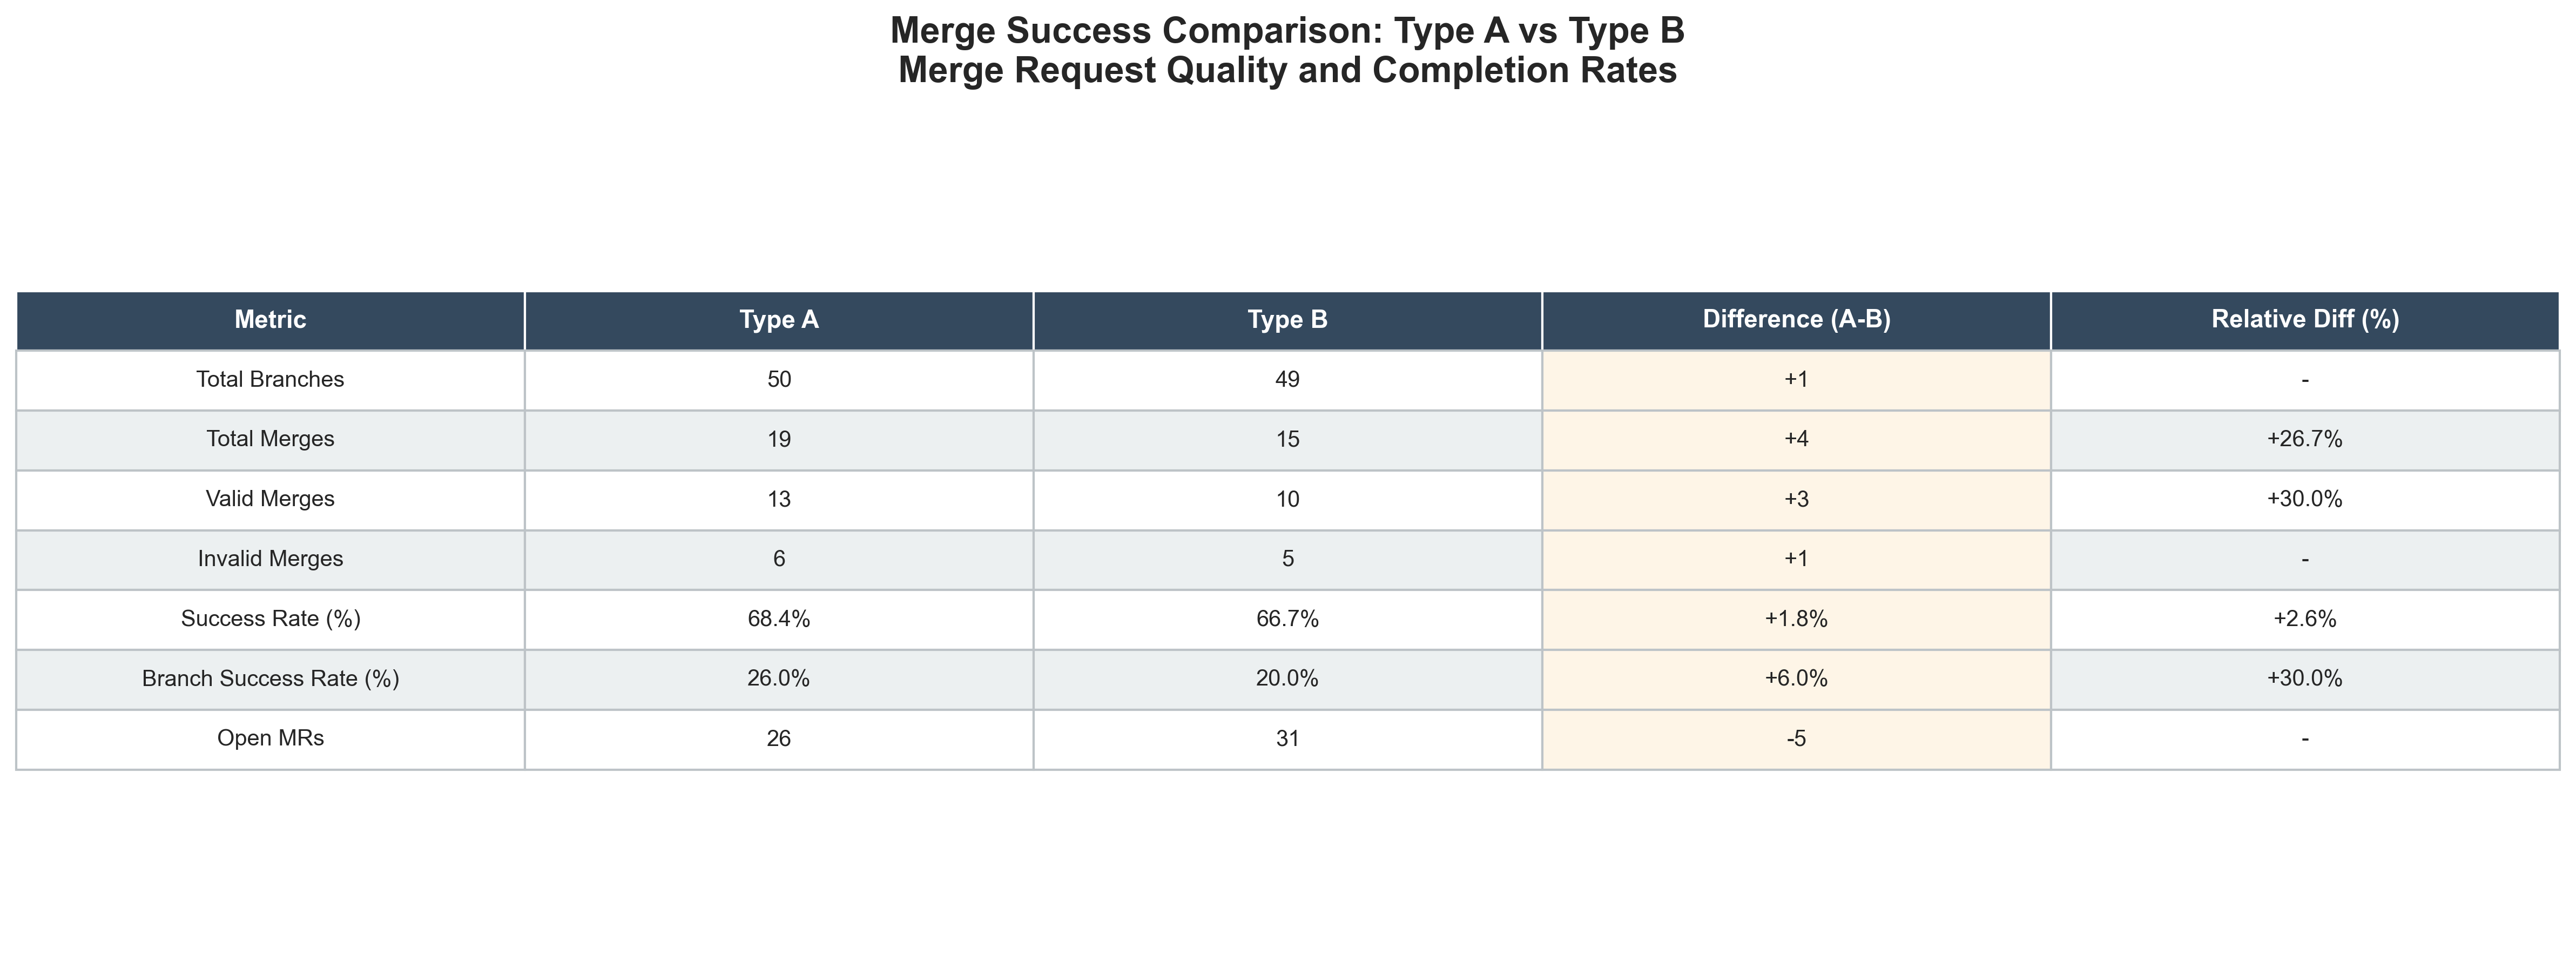 Merge Success Comparison: Type A vs Type B
Merge Request Quality and Completion Rates
Metric Type A Type B Difference (A-B) Relative Diff (%)
Total Branches 50 49 +1 -
Total Merges 19 15 +4 +26.7%
Valid Merges 13 10 +3 +30.0%
Invalid Merges 6 5 +1 -
Success Rate (%) 68.4% 66.7% +1.8% +2.6%
Branch Success Rate (%) 26.0% 20.0% +6.0% +30.0%
Open MRs 26 31 -5 -